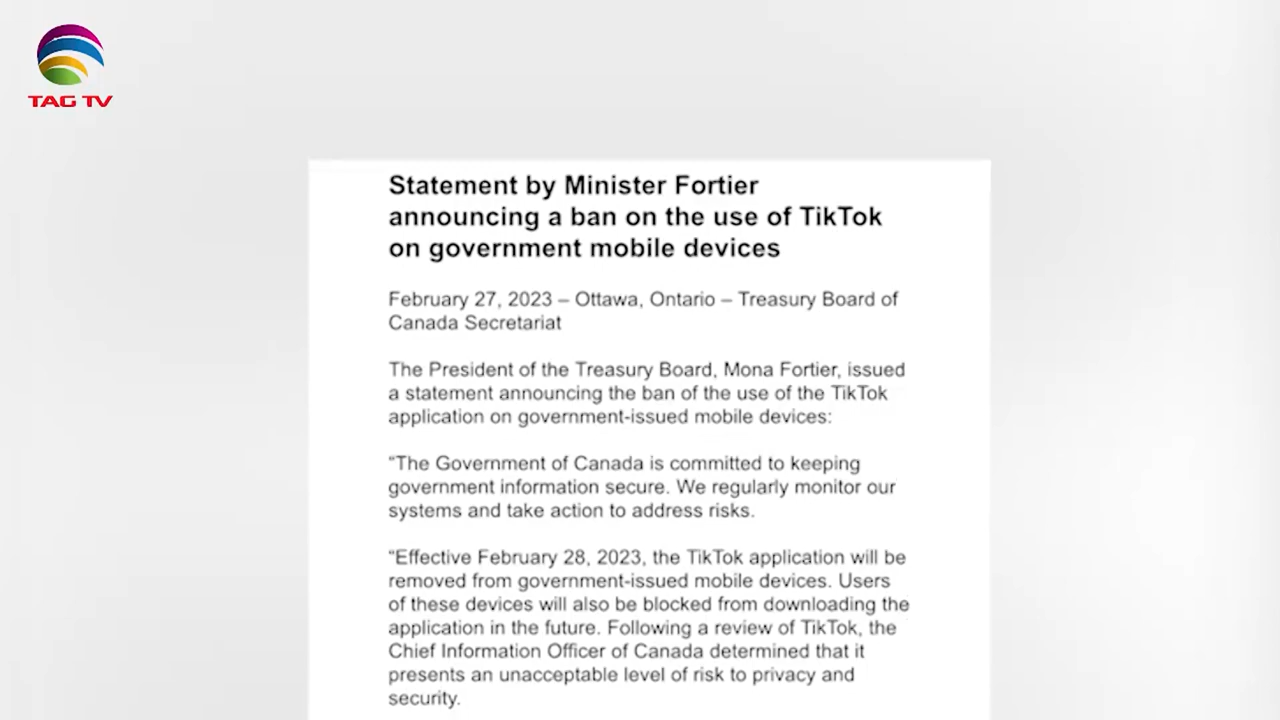 TAG TV
Statement by Minister Fortier
announcing a ban on the use of TikTok
on government mobile devices
February 27, 2023 – Ottawa, Ontario – Treasury Board of
Canada Secretariat
The President of the Treasury Board, Mona Fortier, issued
a statement announcing the ban of the use of the TikTok
application on government-issued mobile devices:
“The Government of Canada is committed to keeping
government information secure. We regularly monitor our
systems and take action to address risks.
“Effective February 28, 2023, the TikTok application will be
removed from government-issued mobile devices. Users
of these devices will also be blocked from downloading the
application in the future. Following a review of TikTok, the
Chief Information Officer of Canada determined that it
presents an unacceptable level of risk to privacy and
security.